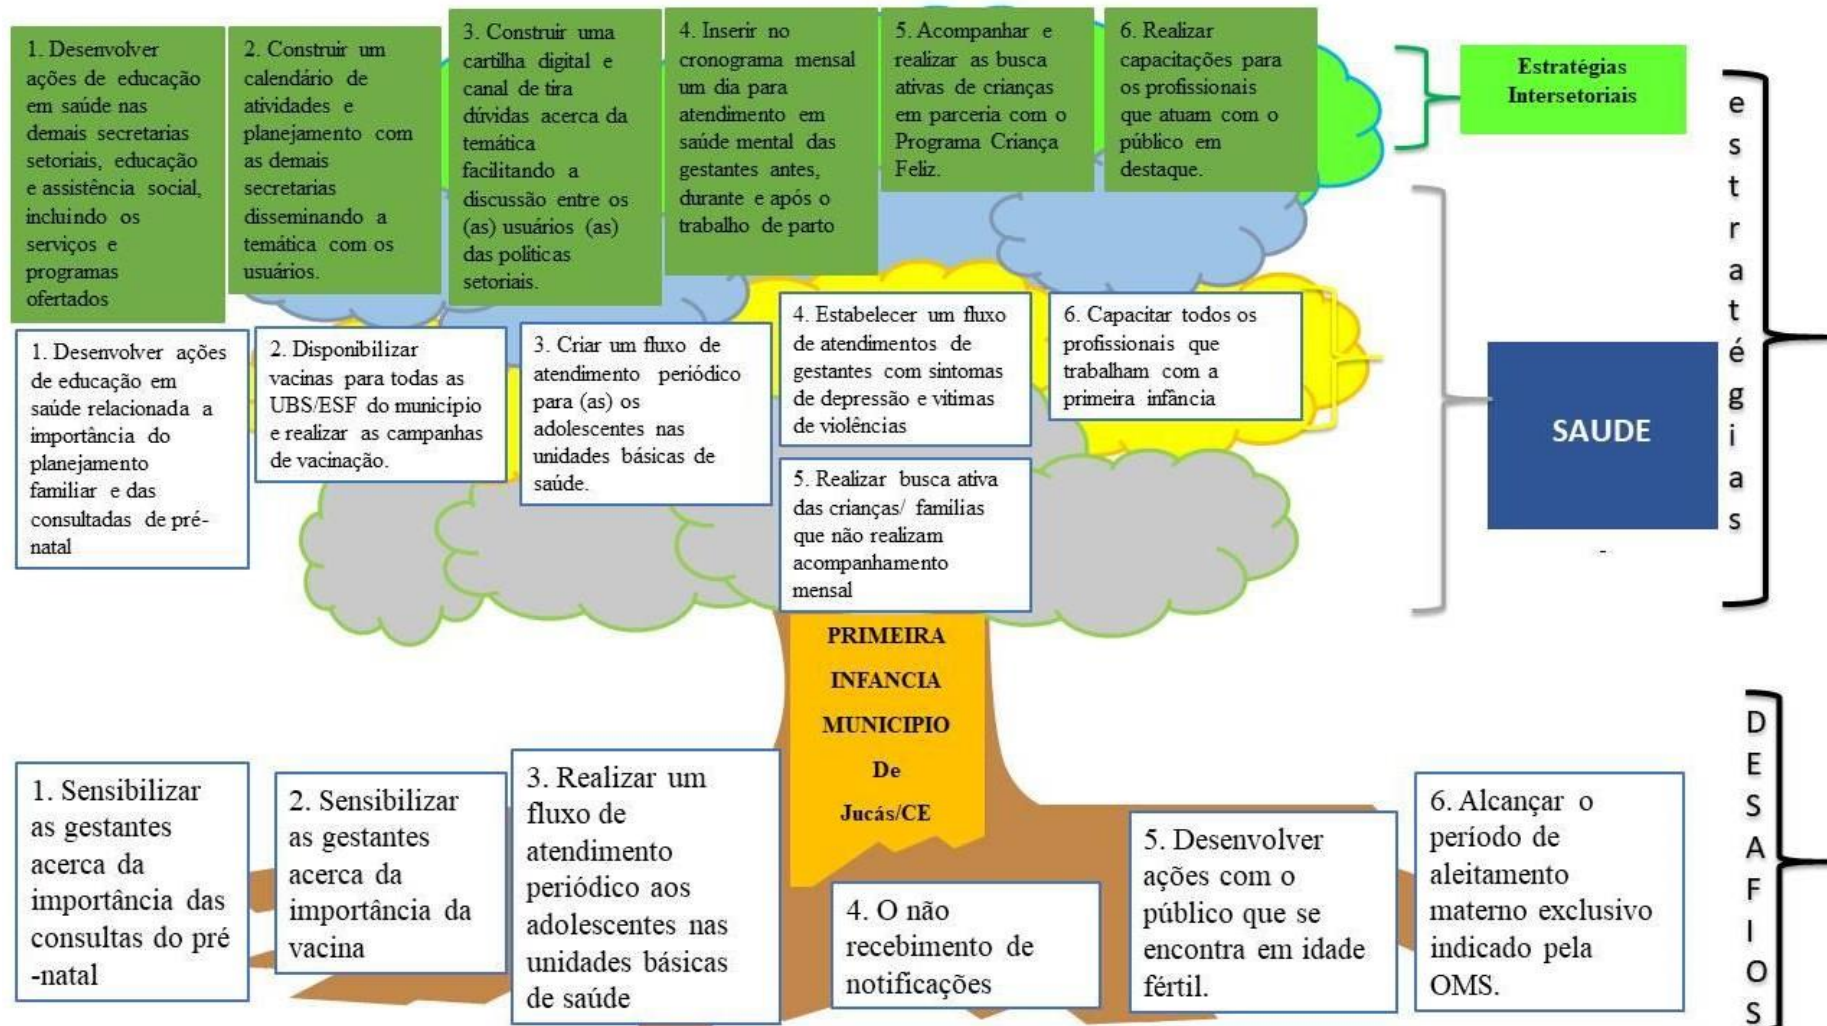 1. Desenvolver
ações de educação
em saúde nas
demais secretarias
setoriais, educação
e assistência social,
incluindo os
serviços e
programas
ofertados
2. Construir um
calendário de
atividades e
planejamento com
as demais
secretarias
disseminando a
temática com os
usuários.
3. Construir uma
cartilha digital e
canal de tira
dúvidas acerca da
temática
facilitando a
discussão entre os
(as) usuários (as)
das políticas
setoriais.
4. Inserir no
cronograma mensal
um dia para
atendimento em
saúde mental das
gestantes antes,
durante e após o
trabalho de parto
5. Acompanhar e
realizar as busca
ativas de crianças
em parceria com o
Programa Criança
Feliz.
6. Realizar
capacitações para
os profissionais
que atuam com o
público em
destaque.
Estratégias
Intersetoriais
estratégias
1. Desenvolver ações
de educação em
saúde relacionada a
importância do
planejamento
familiar e das
consultadas de pré-
natal
2. Disponibilizar
vacinas para todas as
UBS/ESF do município
e realizar as campanhas
de vacinação.
3. Criar um fluxo de
atendimento periódico
para (as) os
adolescentes nas
unidades básicas de
saúde.
4. Estabelecer um fluxo
de atendimentos de
gestantes com sintomas
de depressão e vitimas
de violências
5. Realizar busca ativa
das crianças/ famílias
que não realizam
acompanhamento
mensal
6. Capacitar todos os
profissionais que
trabalham com a
primeira infância
SAUDE
-
PRIMEIRA
INFANCIA
MUNICIPIO
De
Jucás/CE
1. Sensibilizar
as gestantes
acerca da
importância das
consultas do pré
-natal
2. Sensibilizar
as gestantes
acerca da
importância da
vacina
3. Realizar um
fluxo de
atendimento
periódico aos
adolescentes nas
unidades básicas
de saúde
4. O não
recebimento de
notificações
5. Desenvolver
ações com o
público que se
encontra em idade
fértil.
6. Alcançar o
período de
aleitamento
materno exclusivo
indicado pela
OMS.
DESAFIOS